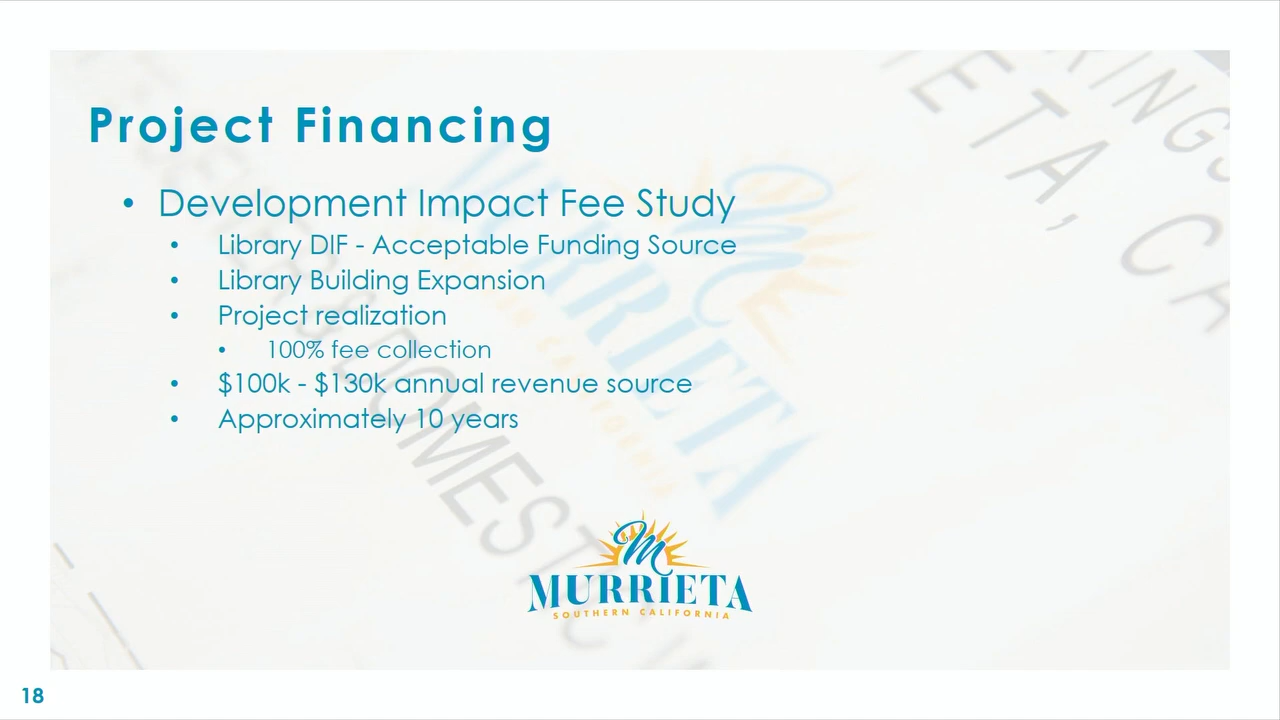 Project Financing
• Development Impact Fee Study
• Library DIF - Acceptable Funding Source
• Library Building Expansion
• Project realization
• 100% fee collection
• $100k - $130k annual revenue source
• Approximately 10 years
M
MURRIETA
SOUTHERN CALIFORNIA
18